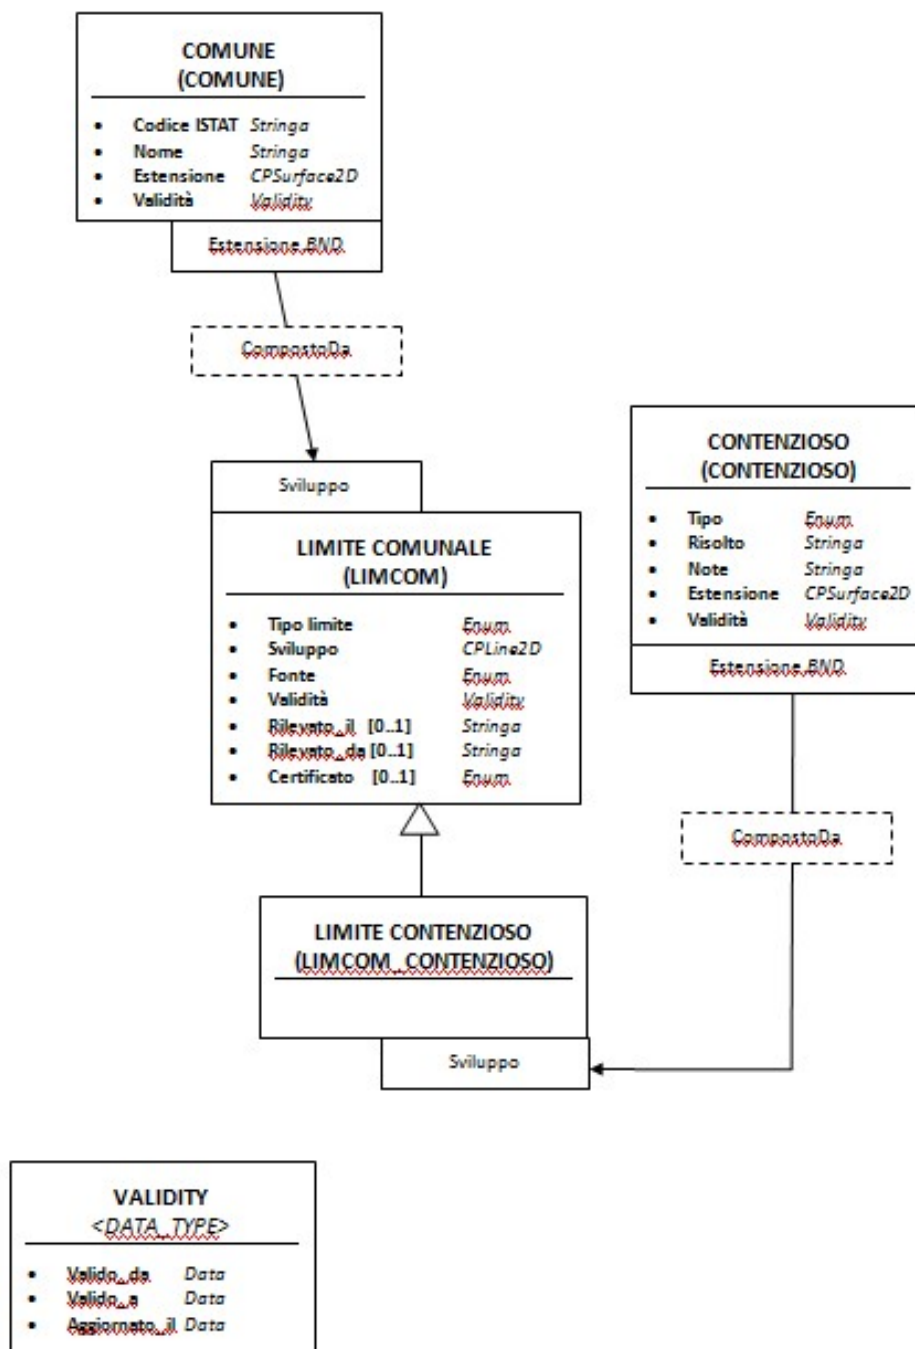 COMUNE
(COMUNE)
• Codice ISTAT Stringa
• Nome Stringa
• Estensione CPSurface2D
• Validità Validity
Estensione.BND
CompostoDa
Sviluppo
LIMITE COMUNALE
(LIMCOM)
• Tipo limite Enum
• Sviluppo CPLine2D
• Fonte Enum
• Validità Validity
• Rilevato_il [0..1] Stringa
• Rilevato_da [0..1] Stringa
• Certificato [0..1] Enum
CONTENZIOSO
(CONTENZIOSO)
• Tipo Enum
• Risolto Stringa
• Note Stringa
• Estensione CPSurface2D
• Validità Validity
Estensione.BND
CompostoDa
LIMITE CONTENZIOSO
(LIMCOM_CONTENZIOSO)
Sviluppo
VALIDITY
<DATA_TYPE>
• Valido_da Data
• Valido_a Data
• Aggiornato_il Data